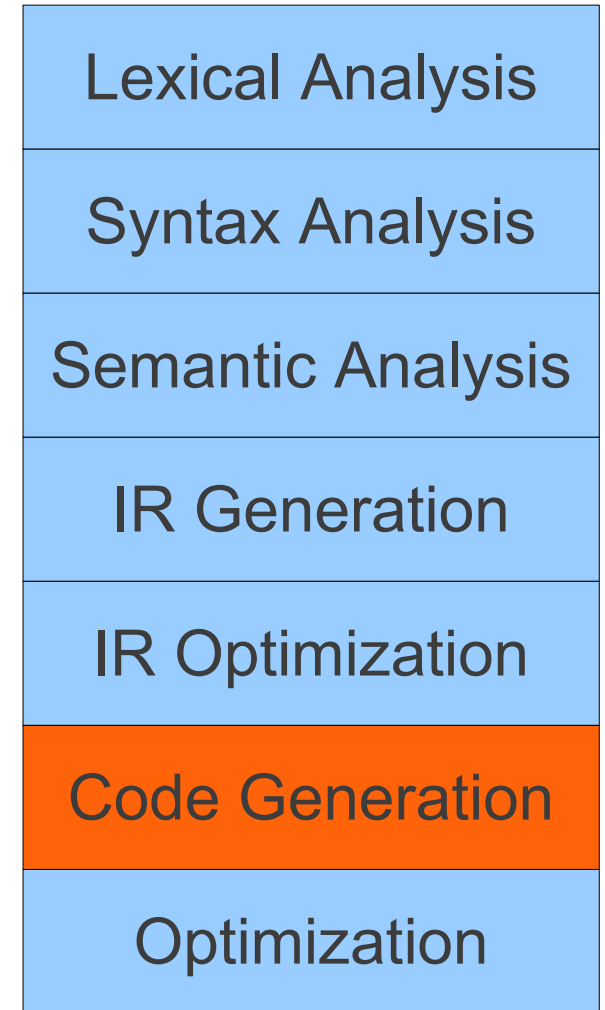 Lexical Analysis
Syntax Analysis
Semantic Analysis
IR Generation
IR Optimization
Code Generation
Optimization